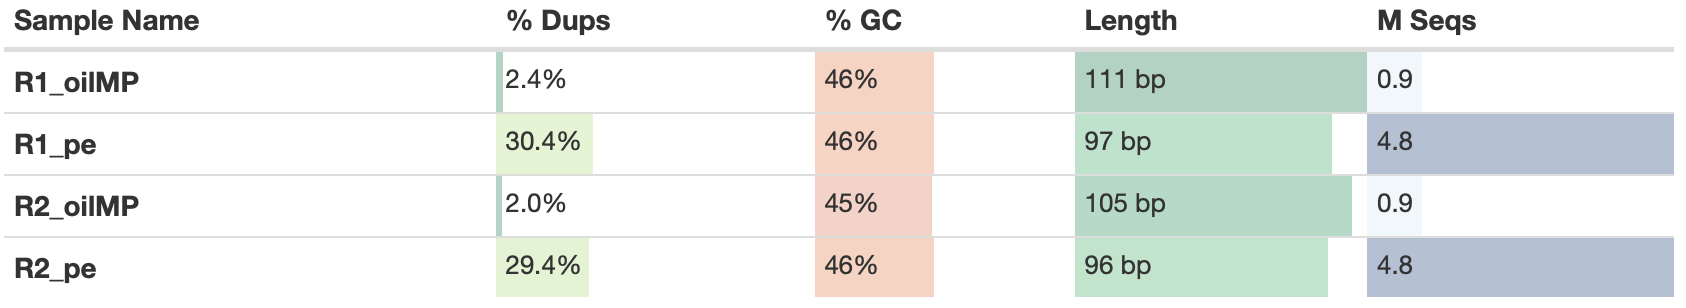 Sample Name % Dups % GC Length M Seqs
R1_oilMP 2.4% 46% 111 bp 0.9
R1_pe 30.4% 46% 97 bp 4.8
R2_oilMP 2.0% 45% 105 bp 0.9
R2_pe 29.4% 46% 96 bp 4.8